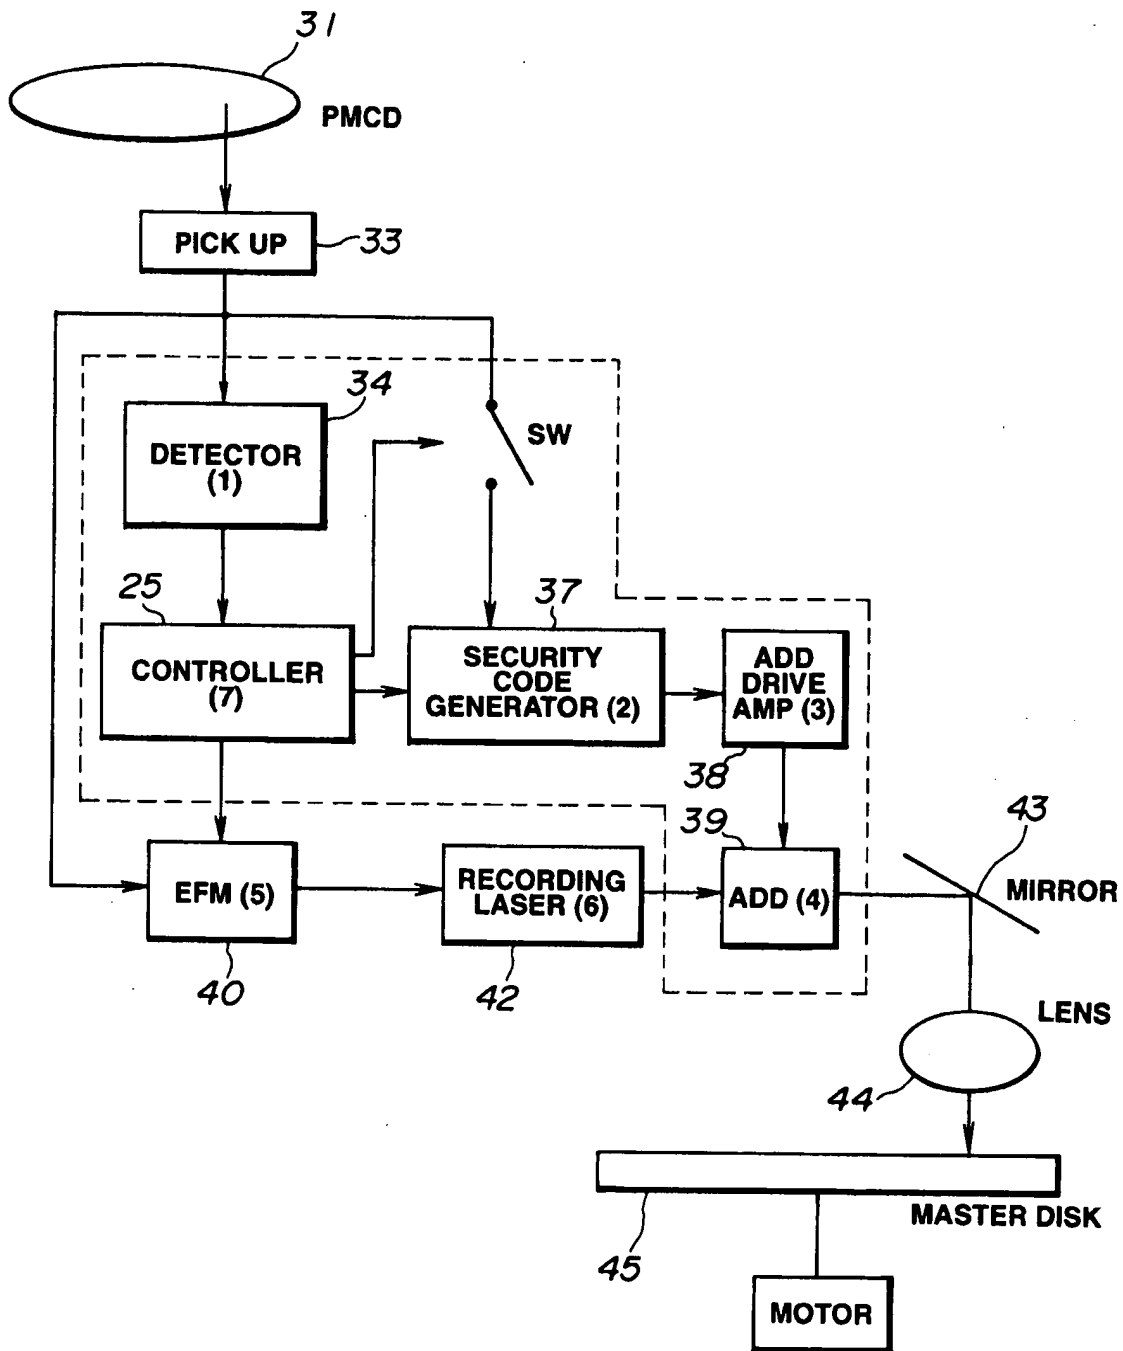 31
PMCD
PICK UP
33
34
DETECTOR
(1)
SW
25
37
CONTROLLER
(7)
SECURITY
CODE
GENERATOR (2)
ADD
DRIVE
AMP (3)
38
39
43
EFM (5)
RECORDING
LASER (6)
ADD (4)
MIRROR
40
42
LENS
44
MASTER DISK
45
MOTOR